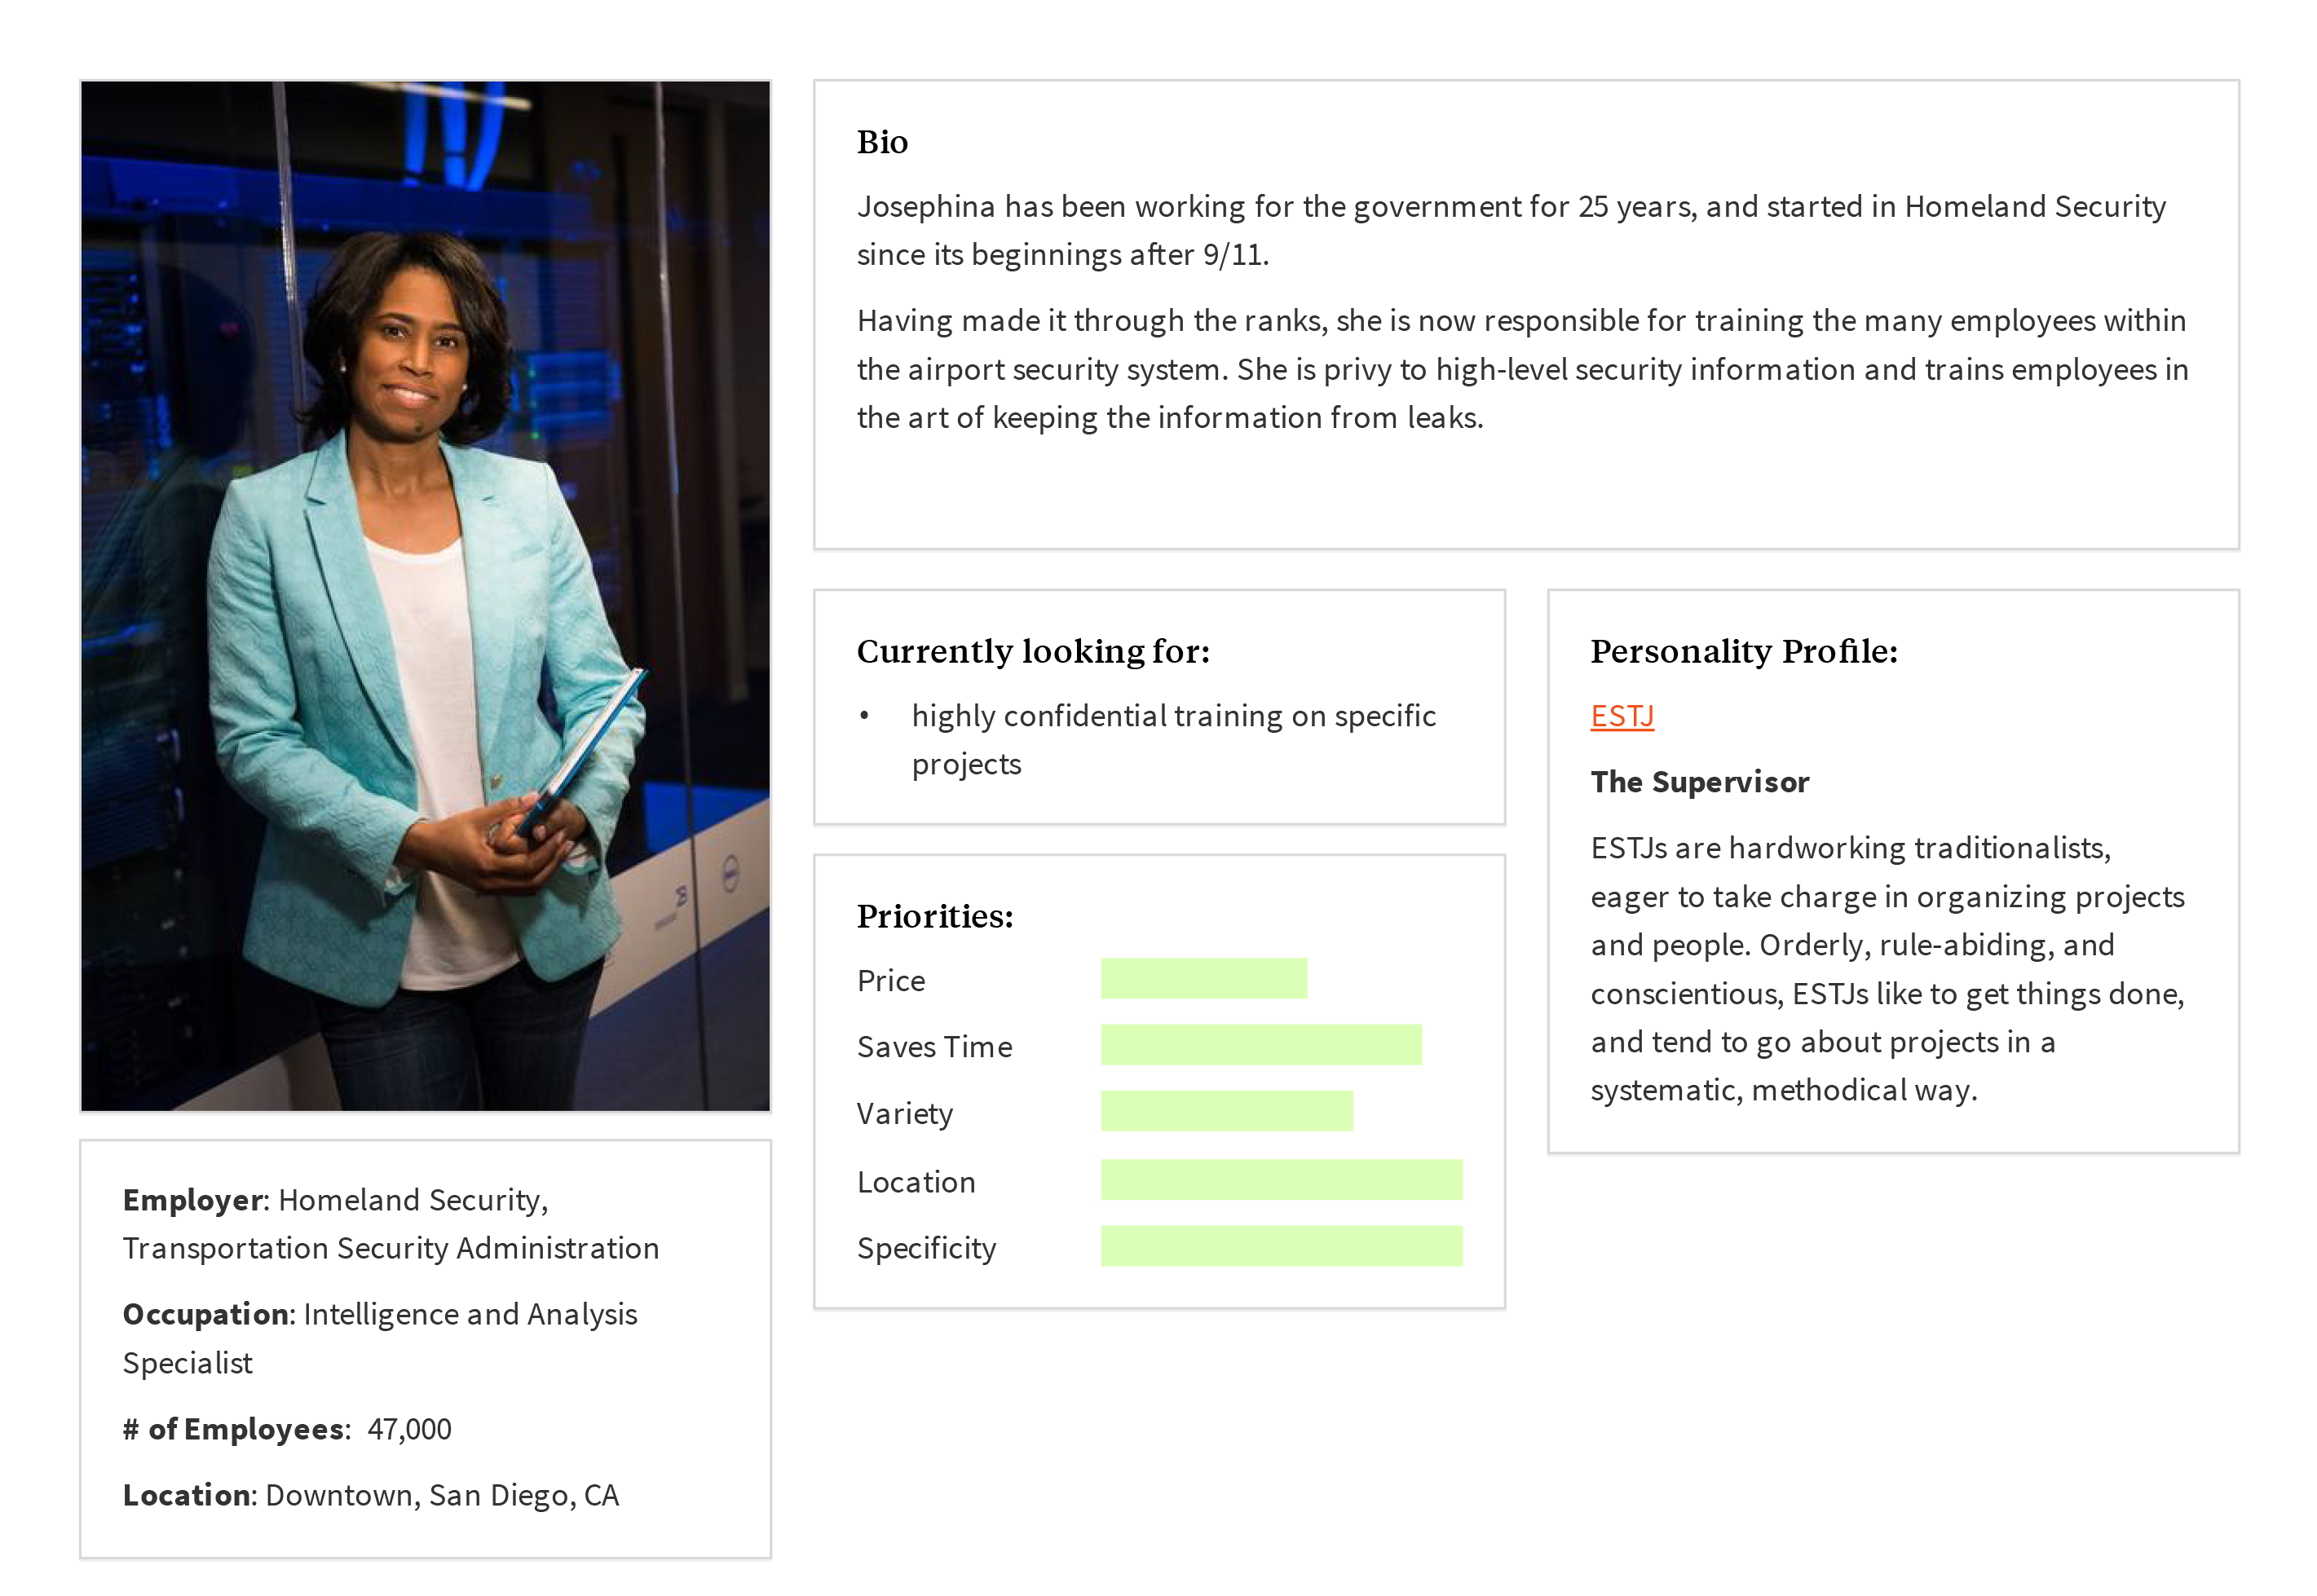 Bio
Josephina has been working for the government for 25 years, and started in Homeland Security
since its beginnings after 9/11.
Having made it through the ranks, she is now responsible for training the many employees within
the airport security system. She is privy to high-level security information and trains employees in
the art of keeping the information from leaks.
Currently looking for:
• highly confidential training on specific
projects
Priorities:
Price
Saves Time
Variety
Location
Specificity
Personality Profile:
ESTJ
The Supervisor
ESTJs are hardworking traditionalists,
eager to take charge in organizing projects
and people. Orderly, rule-abiding, and
conscientious, ESTJs like to get things done,
and tend to go about projects in a
systematic, methodical way.
Employer: Homeland Security,
Transportation Security Administration
Occupation: Intelligence and Analysis
Specialist
# of Employees: 47,000
Location: Downtown, San Diego, CA